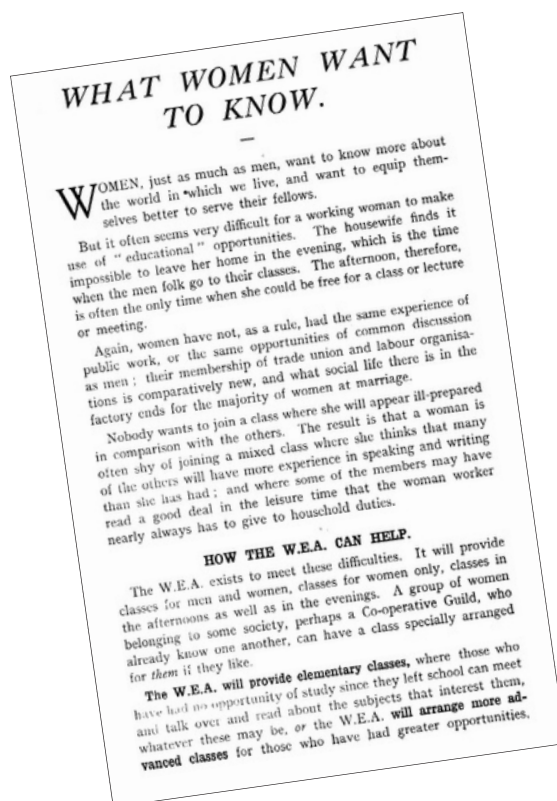 WHAT WOMEN WANT
TO KNOW.
WOMEN, just as much as men, want to know more about
the world in which we live, and want to equip them-
selves better to serve their fellows.
But it often seems very difficult for a working woman to make
use of " educational " opportunities. The housewife finds it
impossible to leave her home in the evening, which is the time
when the men folk go to their classes. The afternoon, therefore,
is often the only time when she could be free for a class or lecture
or meeting.
Again, women have not, as a rule, had the same experience of
public work, or the same opportunities of common discussion
as men ; their membership of trade union and labour organisa-
tions is comparatively new, and what social life there is in the
factory ends for the majority of women at marriage.
Nobody wants to join a class where she will appear ill-prepared
in comparison with the others. The result is that a woman is
often shy of joining a mixed class where she thinks that many
of the others will have more experience in speaking and writing
than she has had ; and where some of the members may have
read a good deal in the leisure time that the woman worker
nearly always has to give to household duties.
HOW THE W.E.A. CAN HELP.
The W.E.A. exists to meet these difficulties. It will provide
classes for men and women, classes for women only, classes in
the afternoons as well as in the evenings. A group of women
belonging to some society, perhaps a Co-operative Guild, who
already know one another, can have a class specially arranged
for them if they like.
The W.E.A. will provide elementary classes, where those who
have had no opportunity of study since they left school can meet
and talk over and read about the subjects that interest them,
whatever these may be, or the W.E.A. will arrange more ad-
vanced classes for those who have had greater opportunities.